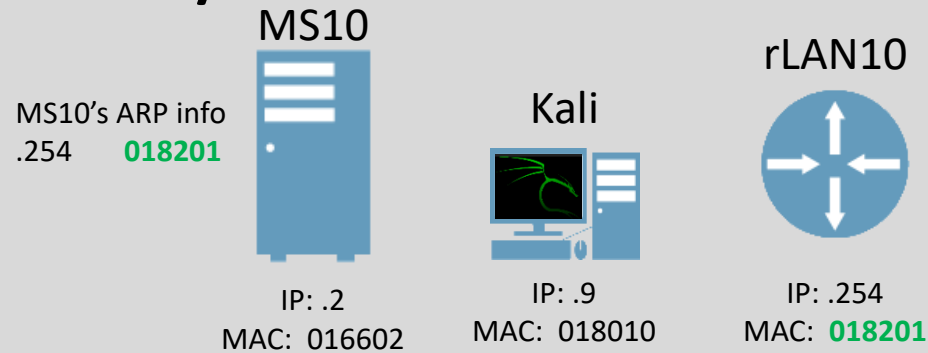 MS10
rLAN10
Kali
MS10's ARP info
.254 018201
IP: .2
MAC: 016602
IP: .9
MAC: 018010
IP: .254
MAC: 018201